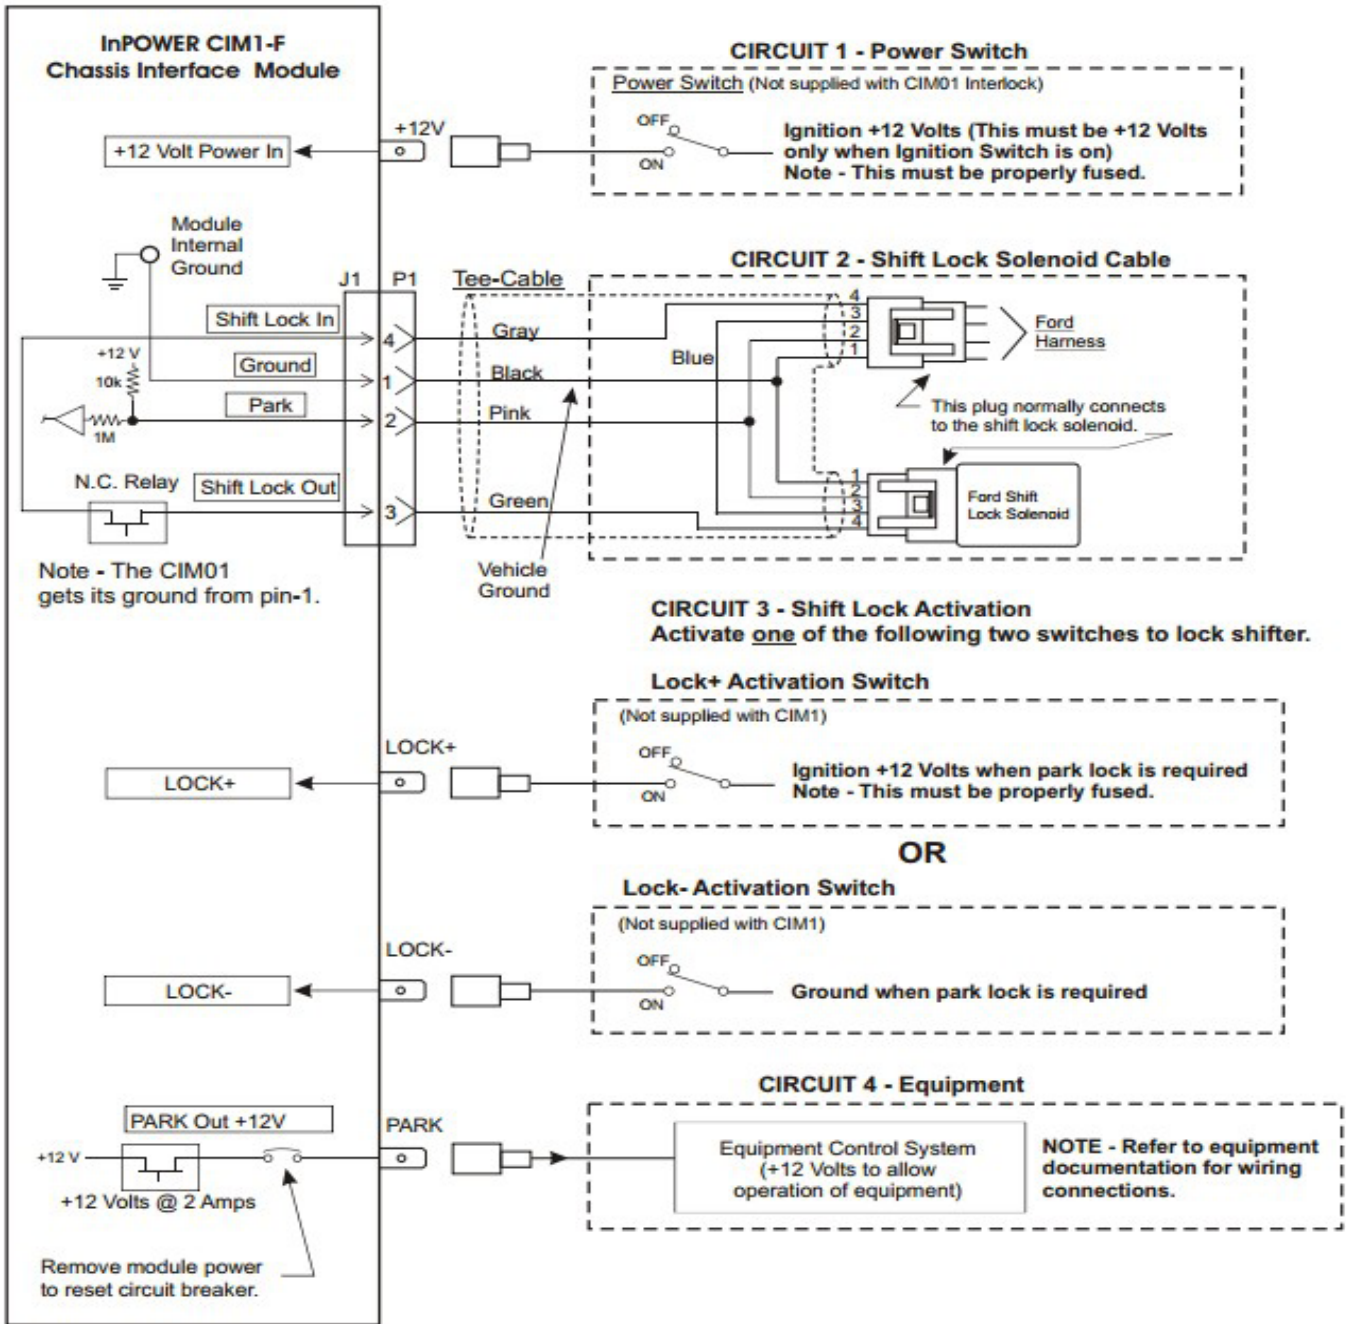 InPOWER CIM1-F
Chassis Interface Module
CIRCUIT 1 - Power Switch
Power Switch (Not supplied with CIM01 Interlock)
+12V
+12 Volt Power In
OFF
ON
Ignition +12 Volts (This must be +12 Volts
only when Ignition Switch is on)
Note - This must be properly fused.
Module
Internal
Ground
CIRCUIT 2 - Shift Lock Solenoid Cable
J1
P1
Tee-Cable
Shift Lock In
4
Gray
Ground
1
Black
Park
2
Pink
+12 V
10k
1M
N.C. Relay
Shift Lock Out
3
Green
Blue
4
3
2
1
Ford
Harness
This plug normally connects
to the shift lock solenoid.
1
2
3
4
Ford Shift
Lock Solenoid
Note - The CIM01
gets its ground from pin-1.
Vehicle
Ground
CIRCUIT 3 - Shift Lock Activation
Activate one of the following two switches to lock shifter.
Lock+ Activation Switch
(Not supplied with CIM1)
LOCK+
LOCK+
OFF
ON
Ignition +12 Volts when park lock is required
Note - This must be properly fused.
OR
Lock- Activation Switch
(Not supplied with CIM1)
LOCK-
LOCK-
OFF
ON
Ground when park lock is required
CIRCUIT 4 - Equipment
PARK Out +12V
PARK
+12 V
+12 Volts @ 2 Amps
Equipment Control System
(+12 Volts to allow
operation of equipment)
NOTE - Refer to equipment
documentation for wiring
connections.
Remove module power
to reset circuit breaker.